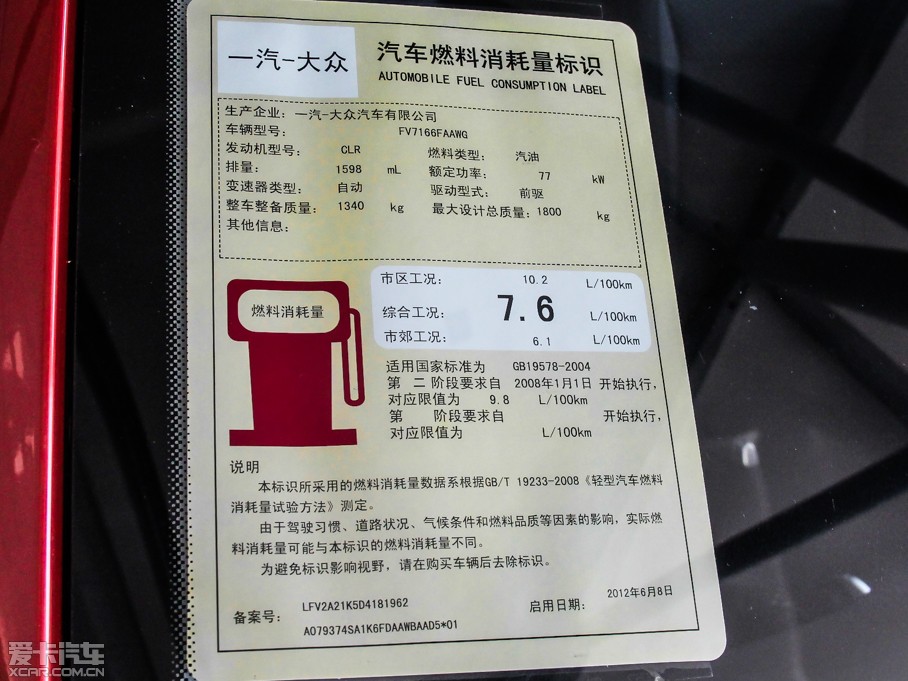 一汽-大众
汽车燃料消耗量标识
AUTOMOBILE FUEL CONSUMPTION LABEL
生产企业：一汽-大众汽车有限公司
车辆型号： FV7166FAAWG
发动机型号： CLR 燃料类型： 汽油
排量： 1598 mL 额定功率： 77 kW
变速器类型： 自动 驱动型式： 前驱
整车整备质量： 1340 kg 最大设计总质量：1800 kg
其他信息：
燃料消耗量
市区工况： 10.2 L/100km
综合工况： 7.6 L/100km
市郊工况： 6.1 L/100km
适用国家标准为 GB19578-2004
第 二 阶段要求自 2008年1月1日 开始执行，
对应限值为 9.8 L/100km
第 阶段要求自 开始执行，
对应限值为 L/100km
说明
本标识所采用的燃料消耗量数据系根据GB/T 19233-2008《轻型汽车燃料
消耗量试验方法》测定。
由于驾驶习惯、道路状况、气候条件和燃料品质等因素的影响，实际燃
料消耗量可能与本标识的燃料消耗量不同。
为避免标识影响视野，请在购买车辆后去除标识。
备案号： LFV2A21K5D4181962 启用日期： 2012年6月8日
A079374SA1K6FDAAWBAAD5*01
爱卡汽车
XCAR.COM.CN